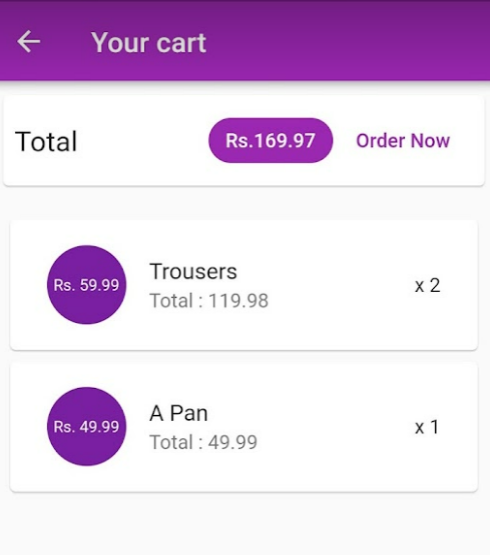 Your cart
Total
Rs.169.97
Order Now
Rs. 59.99
Trousers
Total : 119.98
x 2
Rs. 49.99
A Pan
Total : 49.99
x 1